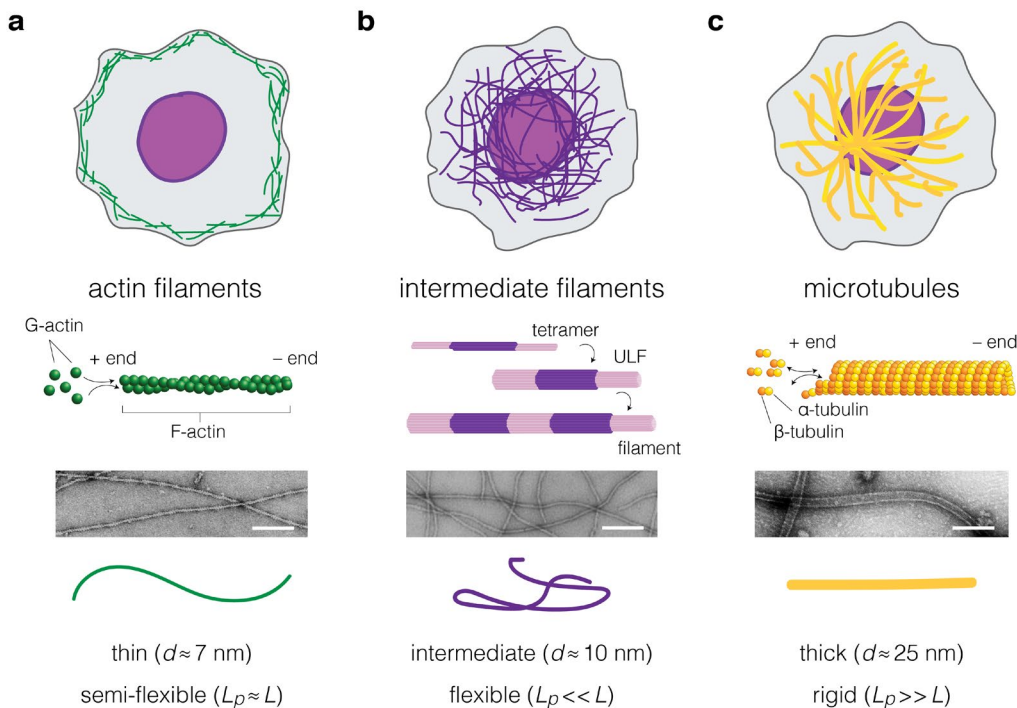 a
b
c
actin filaments
intermediate filaments
microtubules
G-actin
+ end
– end
F-actin
tetramer
ULF
filament
+ end
– end
α-tubulin
β-tubulin
thin (d≈7 nm)
intermediate (d≈10 nm)
thick (d≈25 nm)
semi-flexible (Lp≈L)
flexible (Lp<<L)
rigid (Lp>>L)